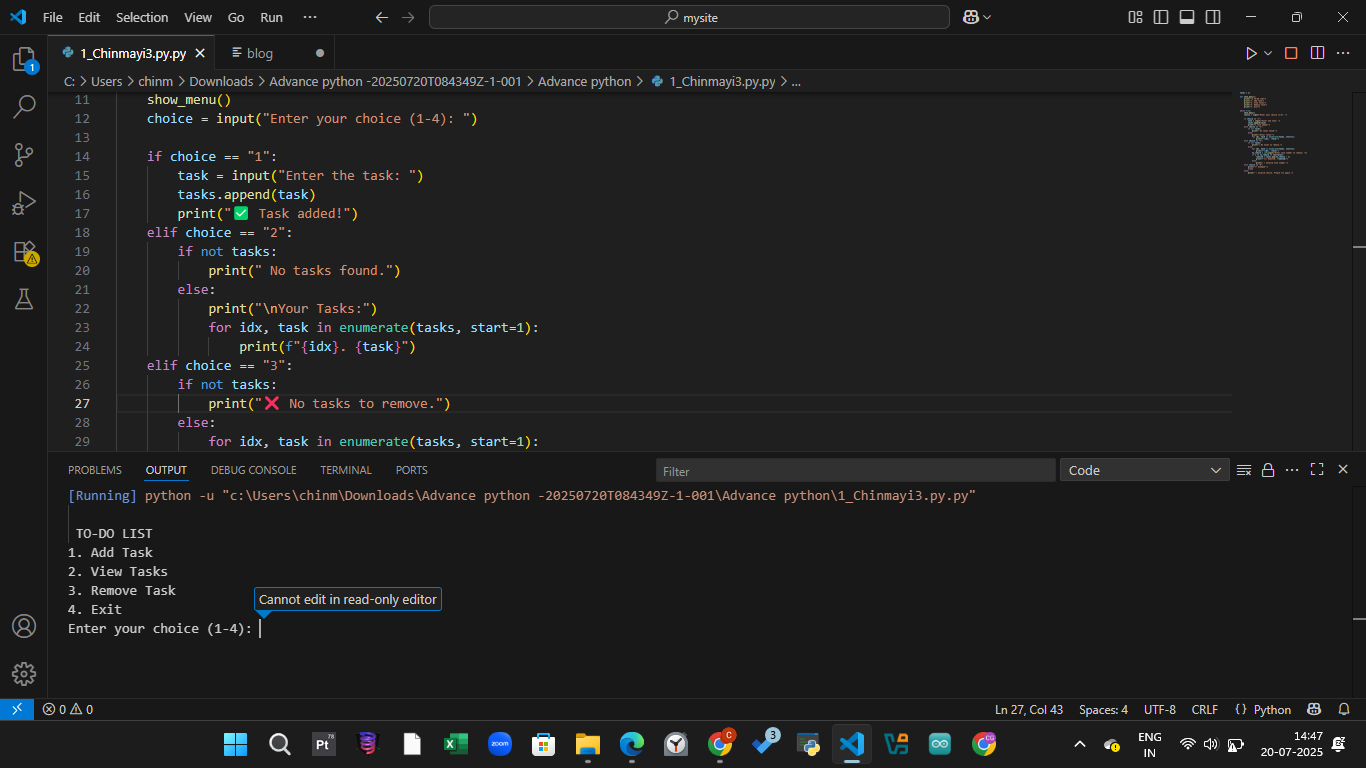 File Edit Selection View Go Run ··· mysite
1_Chinmayi3.py.py blog
C: > Users > chinm > Downloads > Advance python -20250720T084349Z-1-001 > Advance python > 1_Chinmayi3.py.py > ...
11 show_menu()
12 choice = input("Enter your choice (1-4): ")
13
14 if choice == "1":
15 task = input("Enter the task: ")
16 tasks.append(task)
17 print("✅ Task added!")
18 elif choice == "2":
19 if not tasks:
20 print(" No tasks found.")
21 else:
22 print("\nYour Tasks:")
23 for idx, task in enumerate(tasks, start=1):
24 print(f"{idx}. {task}")
25 elif choice == "3":
26 if not tasks:
27 print("❌ No tasks to remove.")
28 else:
29 for idx, task in enumerate(tasks, start=1):
PROBLEMS OUTPUT DEBUG CONSOLE TERMINAL PORTS Filter Code
[Running] python -u "c:\Users\chinm\Downloads\Advance python -20250720T084349Z-1-001\Advance python\1_Chinmayi3.py.py"
TO-DO LIST
1. Add Task
2. View Tasks
3. Remove Task
4. Exit
Cannot edit in read-only editor
Enter your choice (1-4):
0 0 Ln 27, Col 43 Spaces: 4 UTF-8 CRLF {} Python
1
Pt 78
zoom
C
3
CG
ENG
IN
14:47
20-07-2025